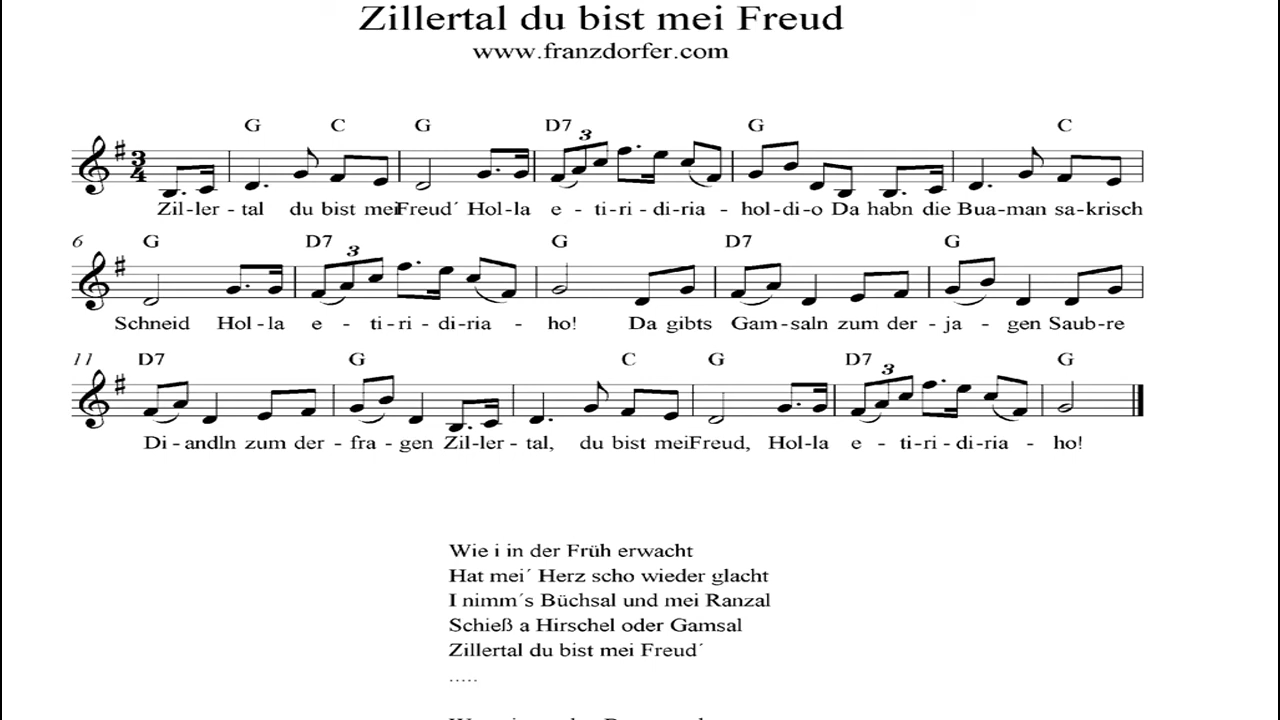 Zillertal du bist mei Freud
www.franzdorfer.com
G C G D7 G C
3
3
4
Zil-ler-tal du bist mei Freud´ Hol-la e-ti-ri-di-ria-hol-di-o Da habn die Bua-man sa-krisch
6 G D7 G D7 G
3
Schneid Hol-la e-ti-ri-di-ria-ho! Da gibts Gam-saln zum der-ja-gen Saub-re
11 D7 G C G D7 G
3
Di-andln zum der-fra-gen Zil-ler-tal, du bist mei Freud, Hol-la e-ti-ri-di-ria-ho!
Wie i in der Früh erwacht
Hat mei´ Herz scho wieder glacht
I nimm´s Büchsal und mei Ranzal
Schieß a Hirschel oder Gamsal
Zillertal du bist mei Freud´
.....